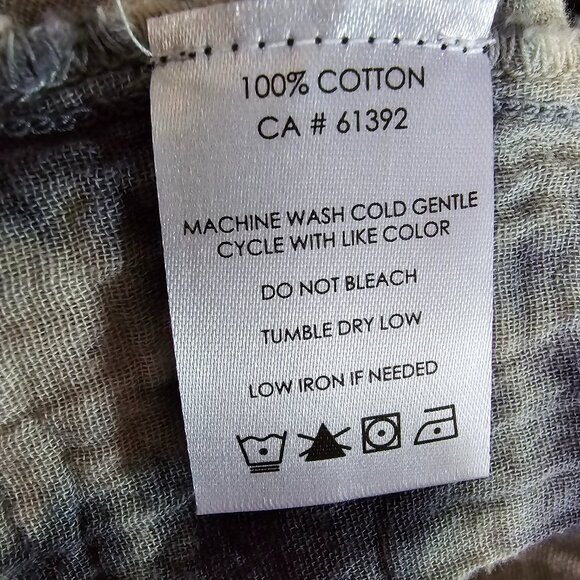 100% COTTON
CA # 61392
MACHINE WASH COLD GENTLE
CYCLE WITH LIKE COLOR
DO NOT BLEACH
TUMBLE DRY LOW
LOW IRON IF NEEDED